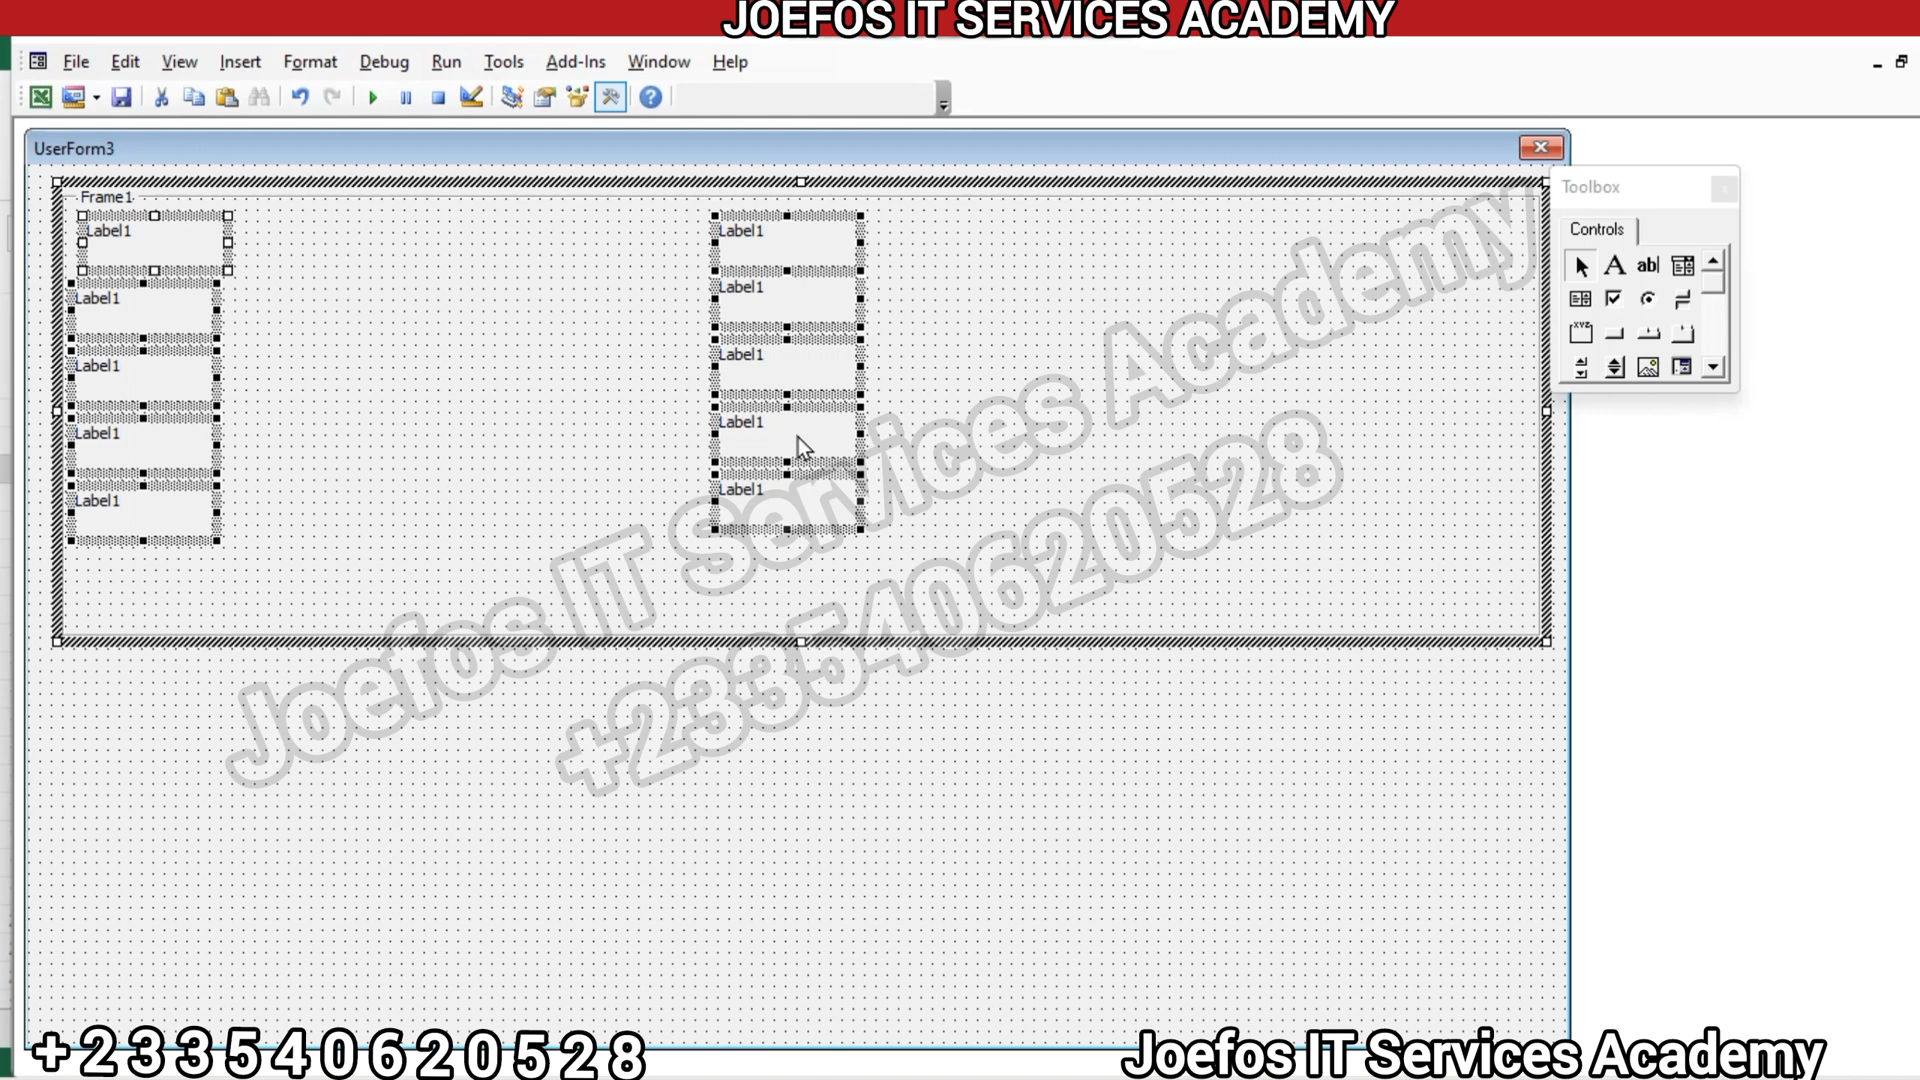 JOEFOS IT SERVICES ACADEMY
File Edit View Insert Format Debug Run Tools Add-Ins Window Help
UserForm3
Toolbox
Frame1
Controls
Label1 Label1
Label1 Label1
Label1 Label1
Label1 Label1
Label1 Label1
A ab|
XYZ
Joefos IT Services Academy
+233540620528
+233540620528
Joefos IT Services Academy